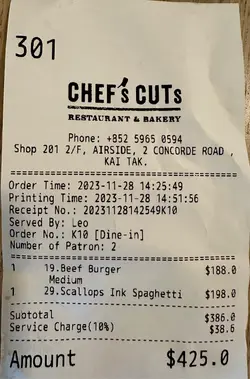 301
CHEF'S CUTS
RESTAURANT & BAKERY
Phone: +852 5965 0594
Shop 201 2/F, AIRSIDE, 2 CONCORDE ROAD ,
KAI TAK.
Order Time: 2023-11-28 14:25:49
Printing Time: 2023-11-28 14:51:56
Receipt No.: 20231128142549K10
Served By: Leo
Order No.: K10 [Dine-in]
Number of Patron: 2
1 19.Beef Burger $188.0
Medium
1 29.Scallops Ink Spaghetti $198.0
Suototal $386.0
Service Charge(10%) $38.6
Amount $425.0